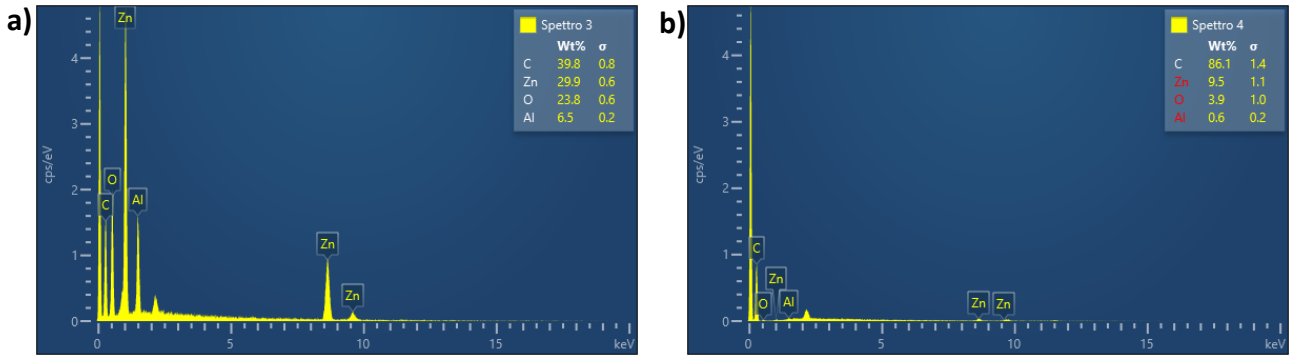 a)
Spettro 3
Wt% σ
C 39.8 0.8
Zn 29.9 0.6
O 23.8 0.6
Al 6.5 0.2
cps/eV
4
3
2
1
0
Zn
O
C
Al
Zn
Zn
0 5 10 15 keV
b)
Spettro 4
Wt% σ
C 86.1 1.4
Zn 9.5 1.1
O 3.9 1.0
Al 0.6 0.2
cps/eV
4
3
2
1
0
C
Zn
O
Al
Zn
Zn
0 5 10 15 keV